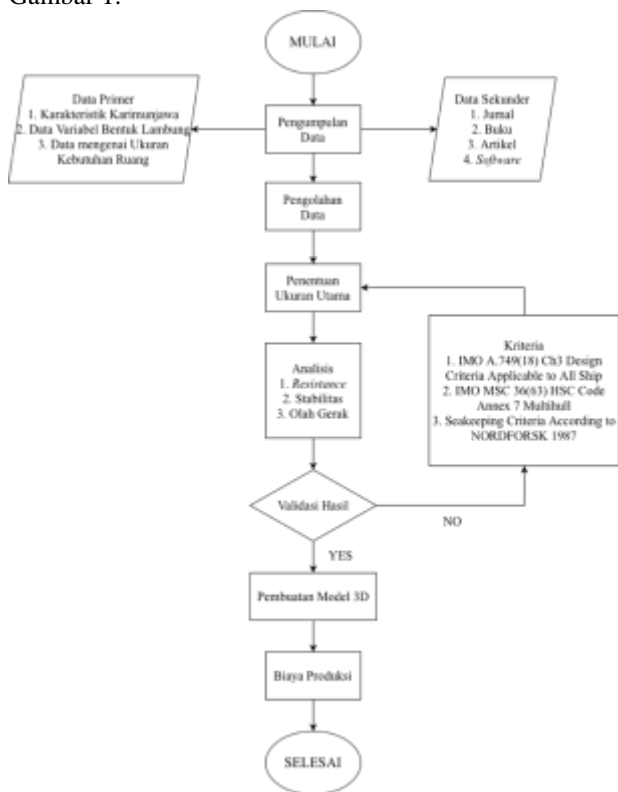 Gambar 1.
MULAI
Data Primer
1. Karakteristik Karimunjawa
2. Data Variabel Bentuk Lambung
3. Data mengenai Ukuran
Kebutuhan Ruang
Pengumpulan
Data
Data Sekunder
1. Jurnal
2. Buku
3. Artikel
4. Software
Pengolahan
Data
Penentuan
Ukuran Utama
Analisis
1. Resistance
2. Stabilitas
3. Olah Gerak
Kriteria
1. IMO A.749(18) Ch3 Design
Criteria Applicable to All Ship
2. IMO MSC 36(63) HSC Code
Annex 7 Multihull
3. Seakeeping Criteria According to
NORDFORSK 1987
Validasi Hasil
NO
YES
Pembuatan Model 3D
Biaya Produksi
SELESAI